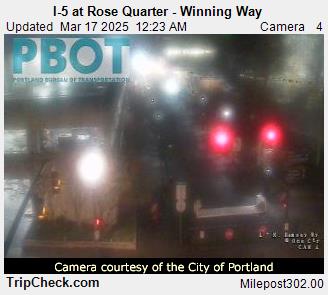 I-5 at Rose Quarter - Winning Way
Updated Mar 17 2025 12:23 AM Camera 4
PBOT
PORTLAND BUREAU OF TRANSPORTATION
Camera courtesy of the City of Portland
TripCheck.com Milepost302.00